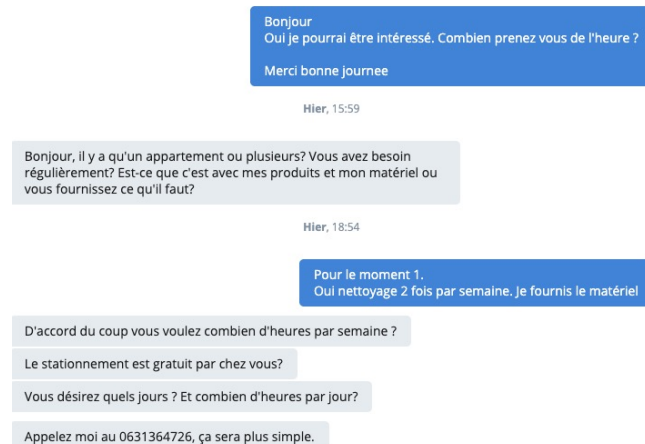 Bonjour
Oui je pourrai être intéressé. Combien prenez vous de l'heure ?
Merci bonne journee
Hier, 15:59
Bonjour, il y a qu'un appartement ou plusieurs? Vous avez besoin
régulièrement? Est-ce que c'est avec mes produits et mon matériel ou
vous fournissez ce qu'il faut?
Hier, 18:54
Pour le moment 1.
Oui nettoyage 2 fois par semaine. Je fournis le matériel
D'accord du coup vous voulez combien d'heures par semaine ?
Le stationnement est gratuit par chez vous?
Vous désirez quels jours ? Et combien d'heures par jour?
Appelez moi au 0631364726, ça sera plus simple.